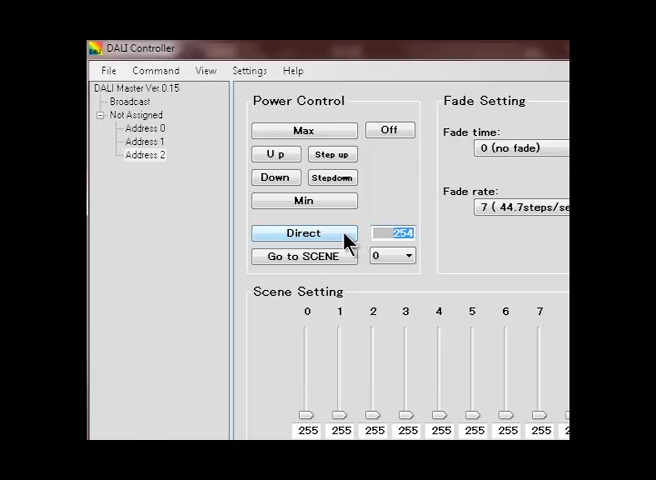 DALI Controller
File Command View Settings Help
DALI Master Ver.0.15
Broadcast
Not Assigned
Address 0
Address 1
Address 2
Power Control
Max Off
Up Step up
Down Stepdown
Min
Direct 254
Go to SCENE 0
Fade Setting
Fade time:
0 (no fade)
Fade rate:
7 ( 44.7steps/se
Scene Setting
0 1 2 3 4 5 6 7
255 255 255 255 255 255 255 255